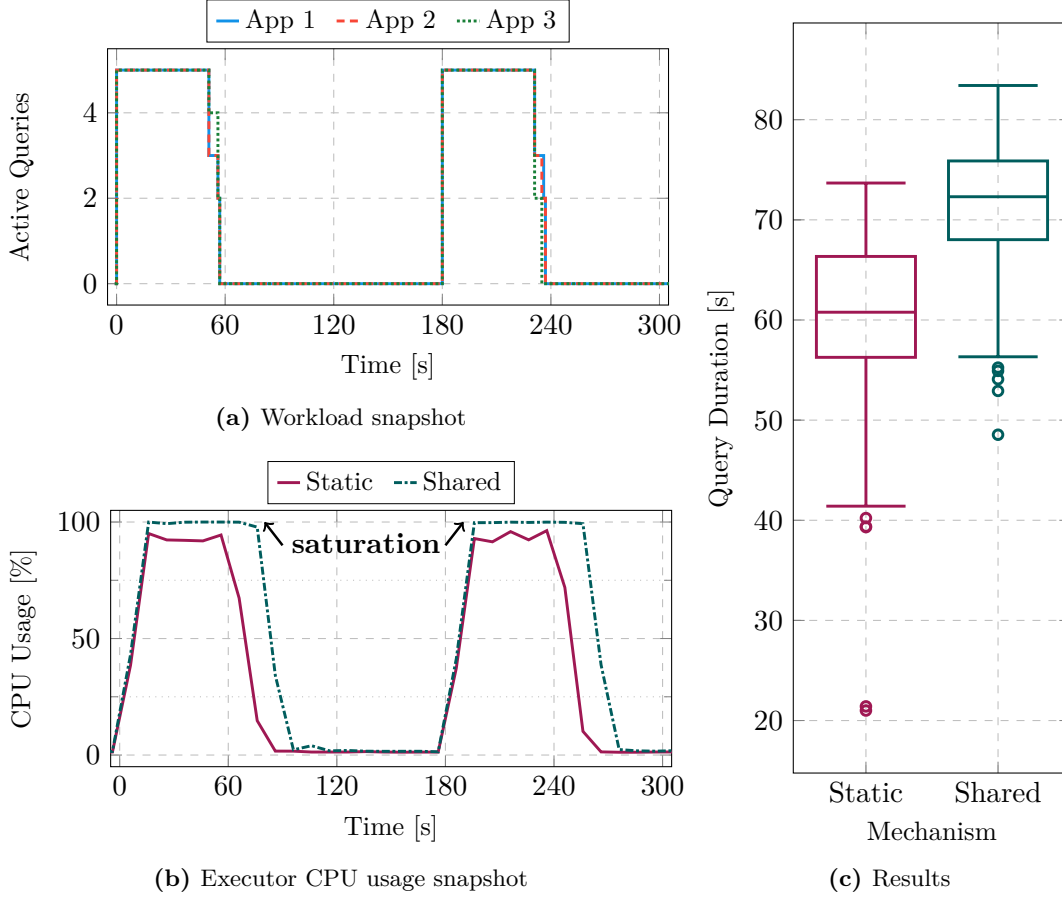 App 1 App 2 App 3
Active Queries
4
2
0
0 60 120 180 240 300
Time [s]
(a) Workload snapshot
Static Shared
CPU Usage [%]
100
50
0
saturation
0 60 120 180 240 300
Time [s]
(b) Executor CPU usage snapshot
Query Duration [s]
80
70
60
50
40
30
20
Static Shared
Mechanism
(c) Results